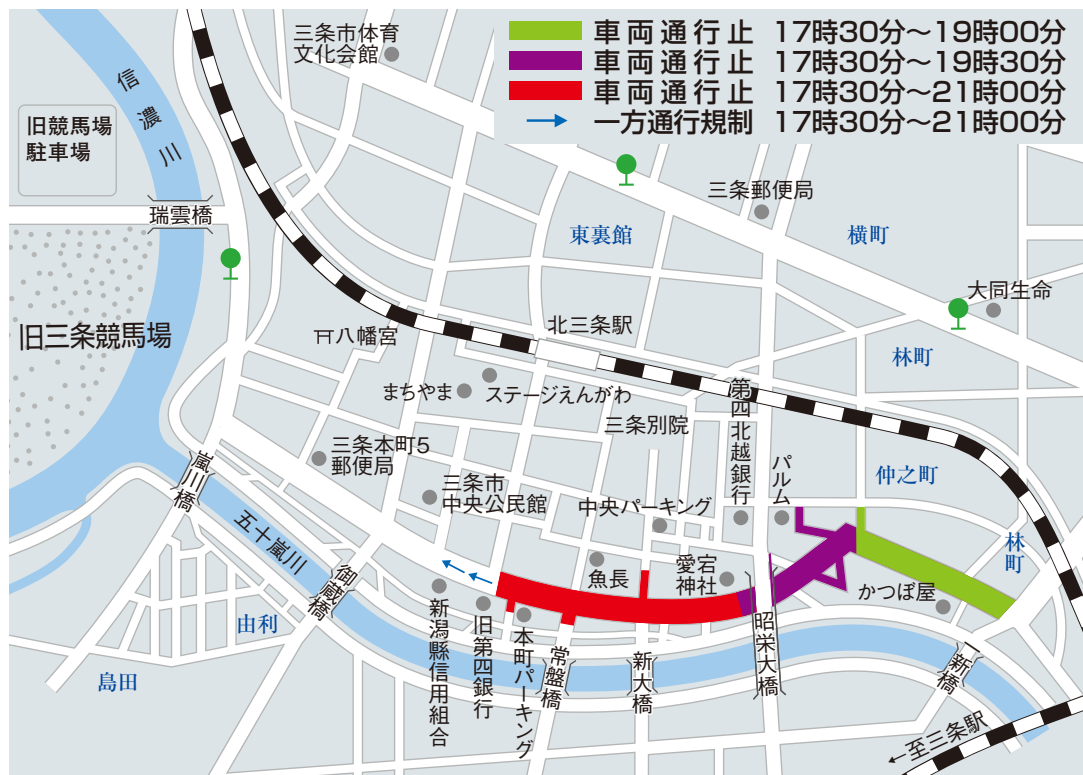 車両通行止 17時30分〜19時00分
車両通行止 17時30分〜19時30分
車両通行止 17時30分〜21時00分
一方通行規制 17時30分〜21時00分
三条市体育
文化会館
信濃川
旧競馬場
駐車場
瑞雲橋
三条郵便局
東裏館
横町
大同生命
旧三条競馬場
八幡宮
北三条駅
林町
まちやま
ステージえんがわ
第四北越銀行
三条別院
三条本町5
郵便局
嵐川橋
三条市
中央公民館
中央パーキング
パルム
仲之町
五十嵐川
御蔵橋
魚長
愛宕
神社
かつぼ屋
林町
由利
島田
新潟縣信用組合
旧第四銀行
本町パーキング
常盤橋
新大橋
昭栄大橋
一新橋
至三条駅